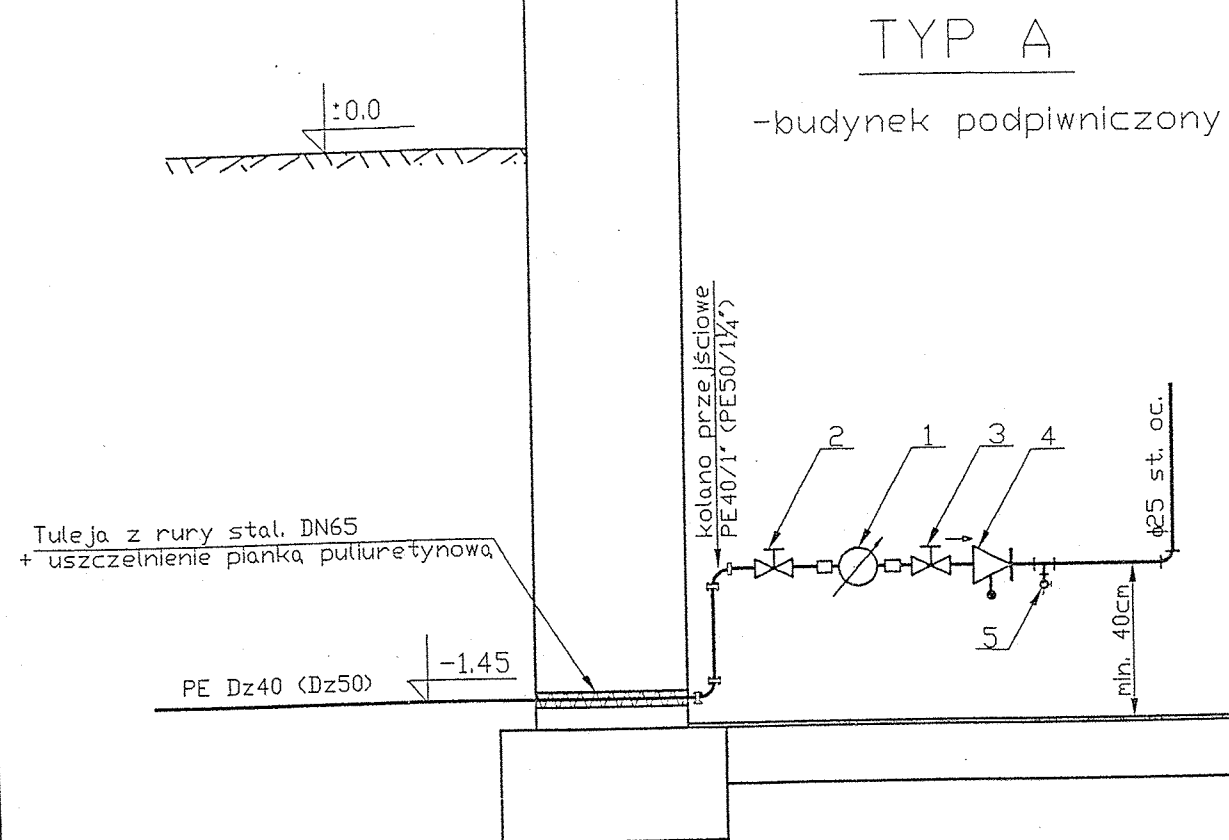 TYP A
-budynek podpiwniczony
±0.0
kolano przejściowe
PE40/1" (PE50/1¼")
2
1
3
4
ϕ25 st. oc.
Tuleja z rury stal. DN65
+ uszczelnienie pianką puliuretynową
5
min. 40cm
-1.45
PE Dz40 (Dz50)